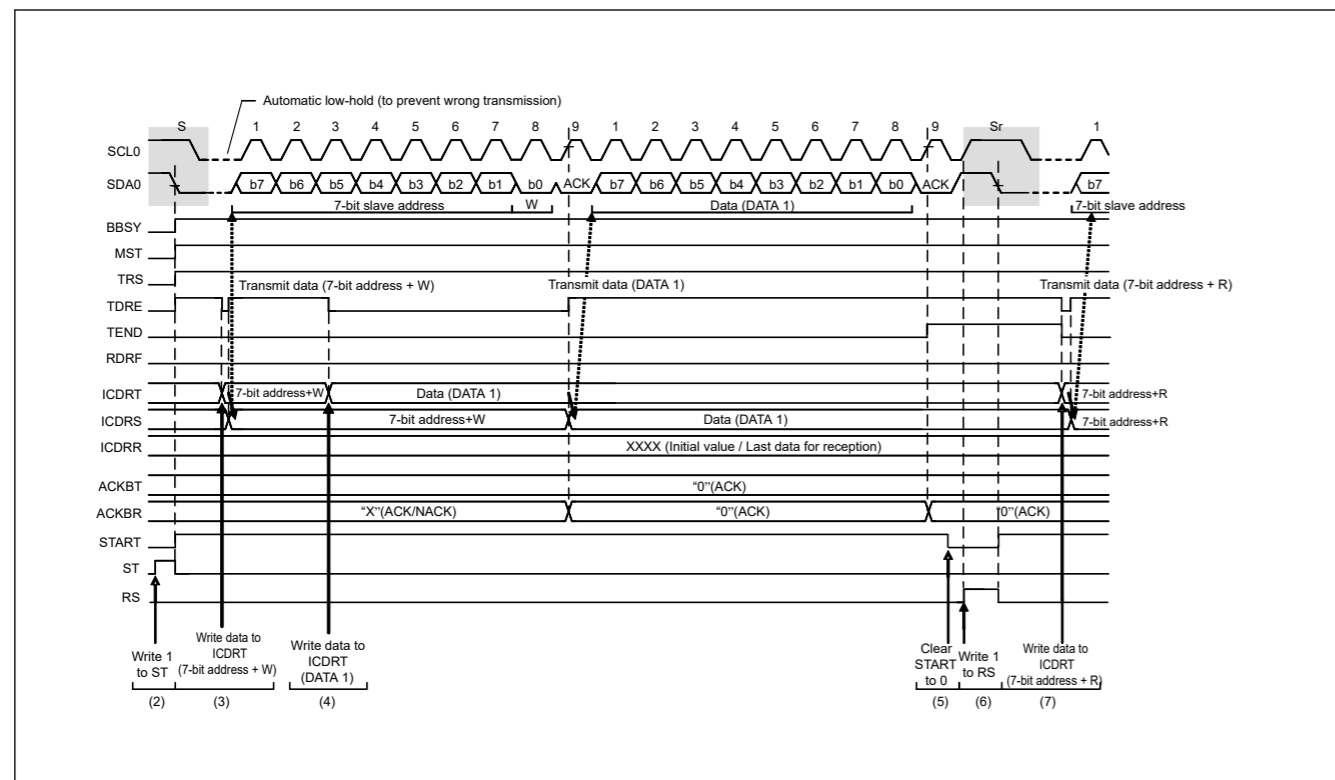 Automatic low-hold (to prevent wrong transmission)
S 1 2 3 4 5 6 7 8 9 1 2 3 4 5 6 7 8 9 Sr 1
SCL0
SDA0 b7 b6 b5 b4 b3 b2 b1 b0 ACK b7 b6 b5 b4 b3 b2 b1 b0 ACK b7
7-bit slave address W Data (DATA 1) 7-bit slave address
BBSY
MST
TRS
Transmit data (7-bit address + W) Transmit data (DATA 1) Transmit data (7-bit address + R)
TDRE
TEND
RDRF
ICDRT 7-bit address+W Data (DATA 1) 7-bit address+R
ICDRS 7-bit address+W Data (DATA 1) 7-bit address+R
ICDRR XXXX (Initial value / Last data for reception)
ACKBT “0”(ACK)
ACKBR “X”(ACK/NACK) “0”(ACK) “0”(ACK)
START
ST
RS
Write 1
to ST
Write data to
ICDRT
(7-bit address + W)
Write data to
ICDRT
(DATA 1)
Clear
START
to 0
Write 1
to RS
Write data to
ICDRT
(7-bit address + R)
(2) (3) (4) (5) (6) (7)